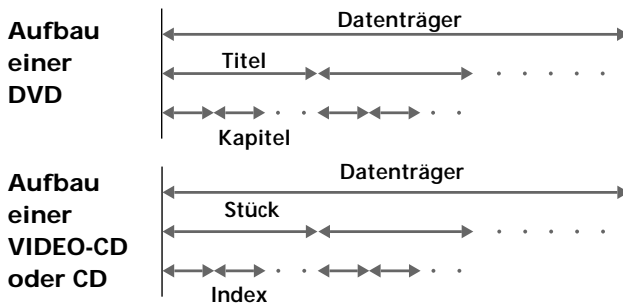 Aufbau
einer
DVD
Datenträger
Titel
Kapitel
Aufbau
einer
VIDEO-CD
oder CD
Datenträger
Stück
Index